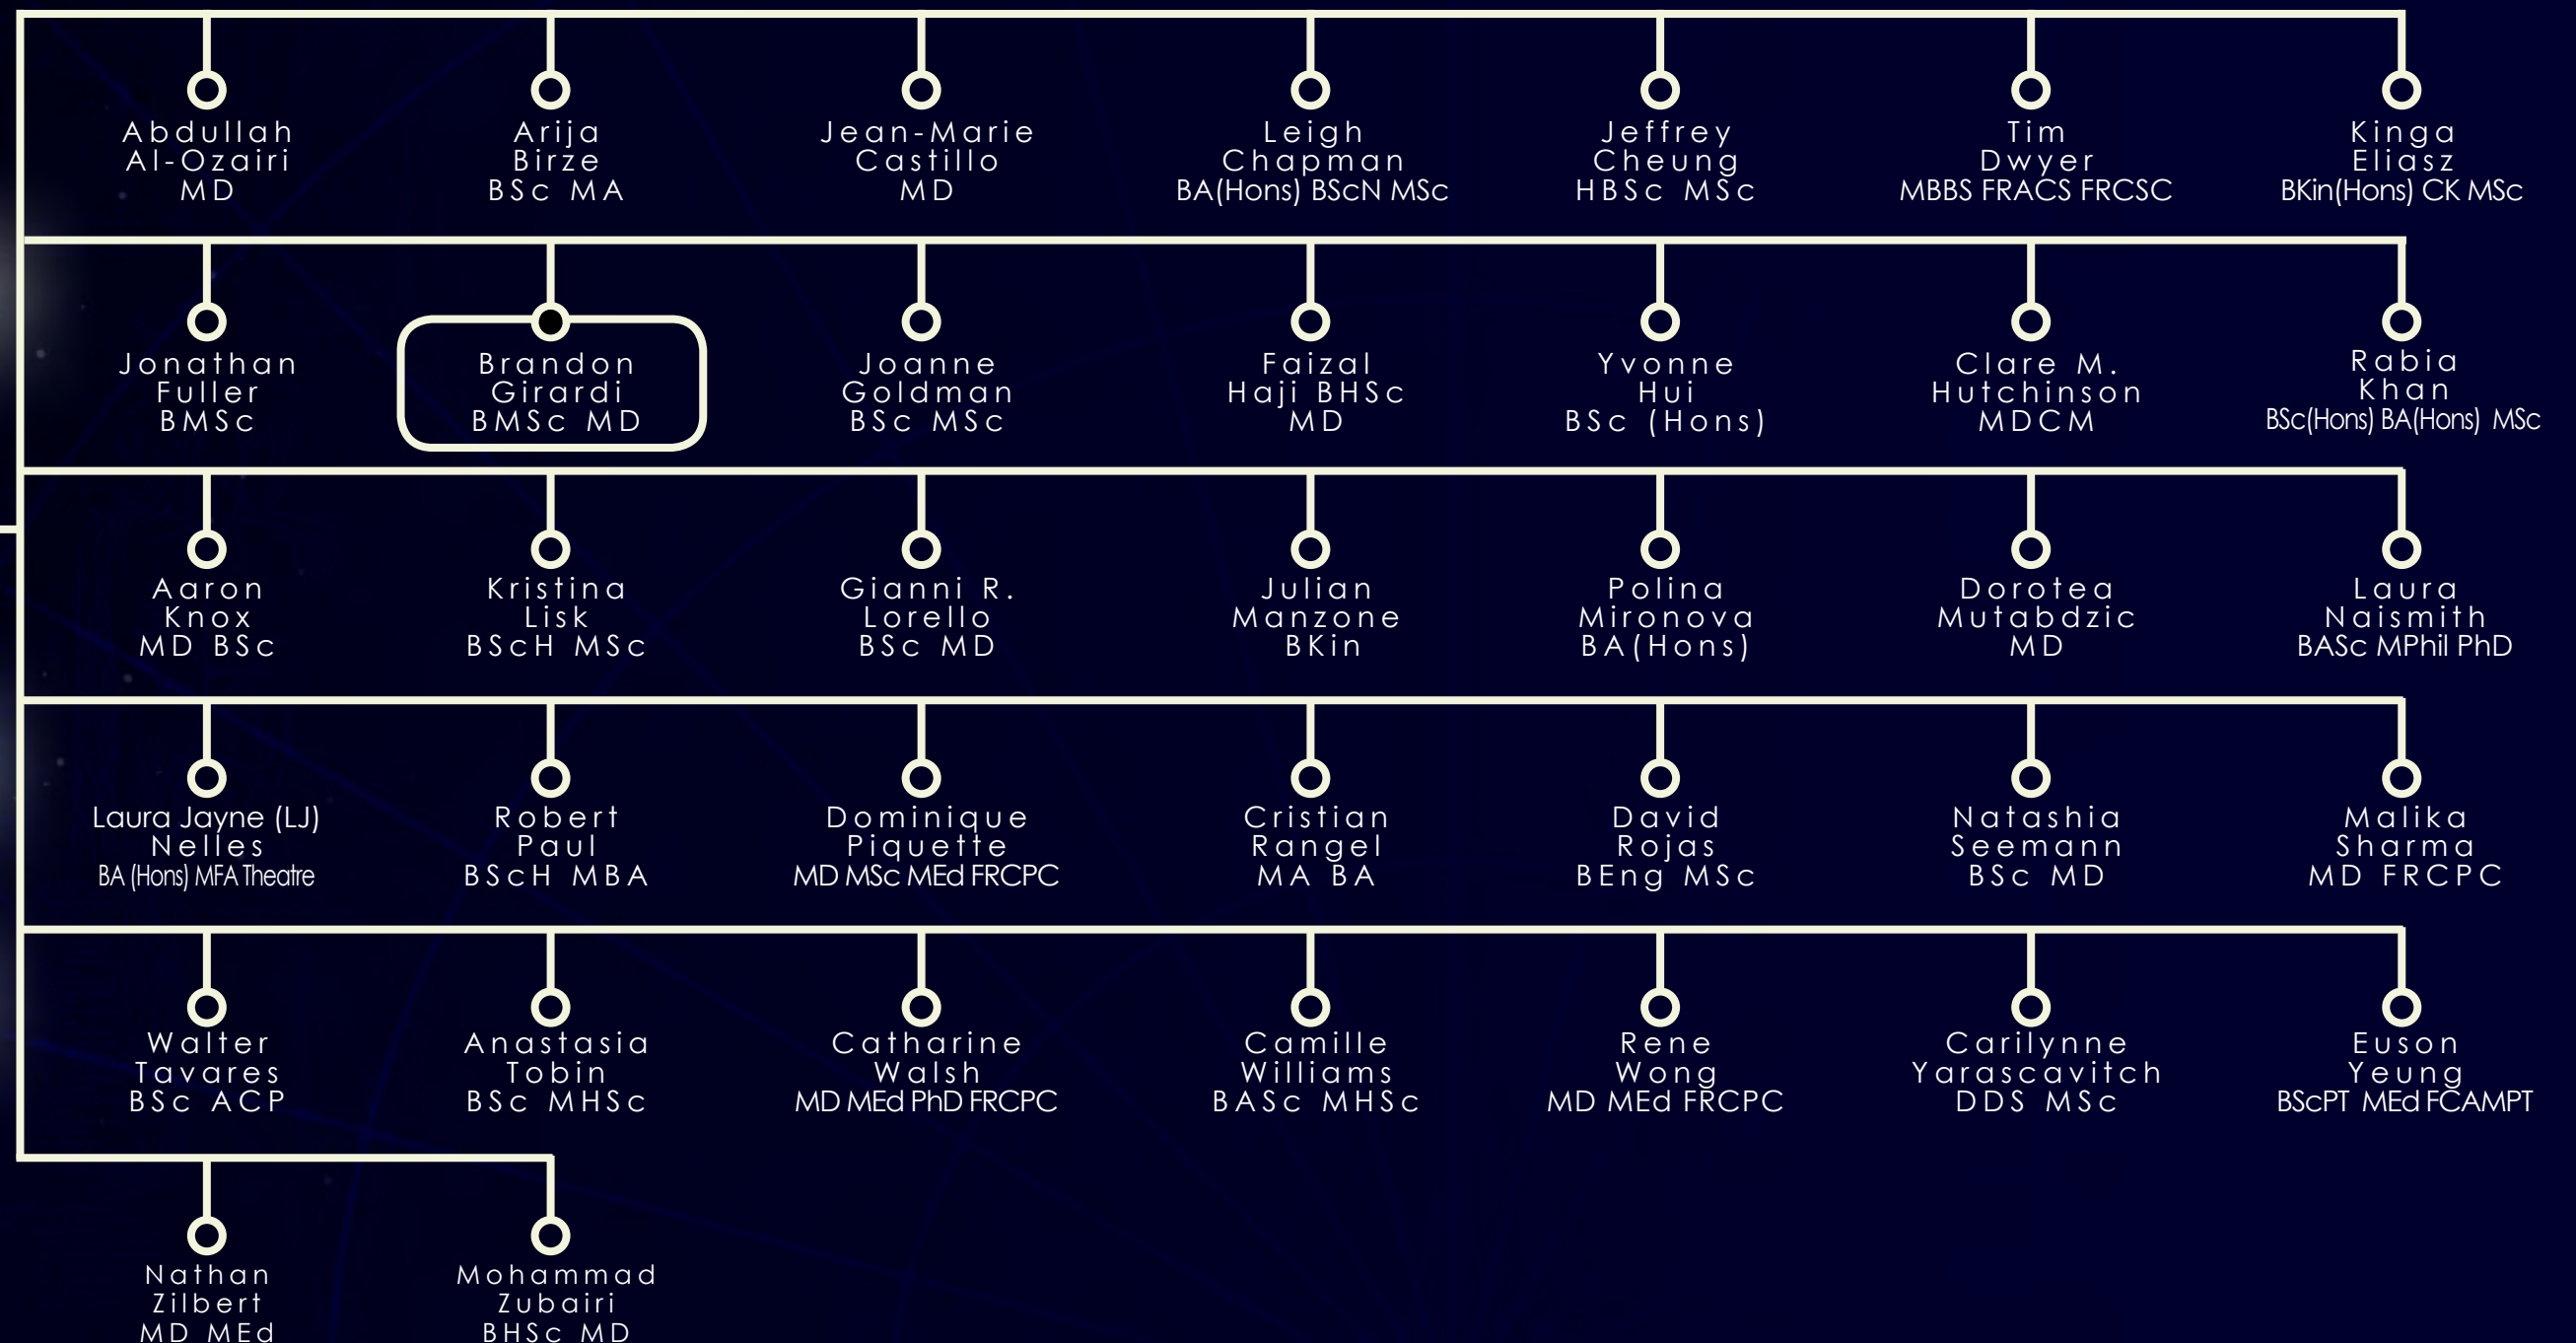 Abdullah
Al-Ozairi
MD
Arija
Birze
BSc MA
Jean-Marie
Castillo
MD
Leigh
Chapman
BA(Hons) BScN MSc
Jeffrey
Cheung
HBSc MSc
Tim
Dwyer
MBBS FRACS FRCSC
Kinga
Eliasz
BKin(Hons) CK MSc
Jonathan
Fuller
BMSc
Brandon
Girardi
BMSc MD
Joanne
Goldman
BSc MSc
Faizal
Haji BHSc
MD
Yvonne
Hui
BSc (Hons)
Clare M.
Hutchinson
MDCM
Rabia
Khan
BSc(Hons) BA(Hons) MSc
Aaron
Knox
MD BSc
Kristina
Lisk
BScH MSc
Gianni R.
Lorello
BSc MD
Julian
Manzone
BKin
Polina
Mironova
BA(Hons)
Dorotea
Mutabdzic
MD
Laura
Naismith
BASc MPhil PhD
Laura Jayne (LJ)
Nelles
BA (Hons) MFA Theatre
Robert
Paul
BScH MBA
Dominique
Piquette
MD MSc MEd FRCPC
Cristian
Rangel
MA BA
David
Rojas
BEng MSc
Natashia
Seemann
BSc MD
Malika
Sharma
MD FRCPC
Walter
Tavares
BSc ACP
Anastasia
Tobin
BSc MHSc
Catharine
Walsh
MD MEd PhD FRCPC
Camille
Williams
BASc MHSc
Rene
Wong
MD MEd FRCPC
Carilynne
Yarascavitch
DDS MSc
Euson
Yeung
BScPT MEd FCAMPT
Nathan
Zilbert
MD MEd
Mohammad
Zubairi
BHSc MD